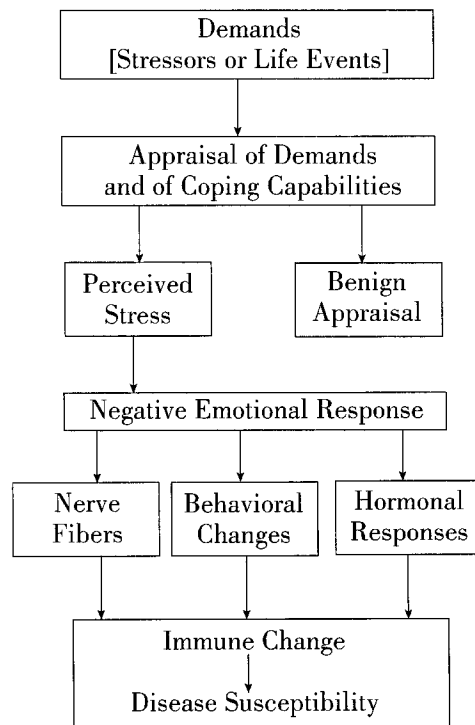 Demands
[Stressors or Life Events]
Appraisal of Demands
and of Coping Capabilities
Perceived
Stress
Benign
Appraisal
Negative Emotional Response
Nerve
Fibers
Behavioral
Changes
Hormonal
Responses
Immune Change
Disease Susceptibility